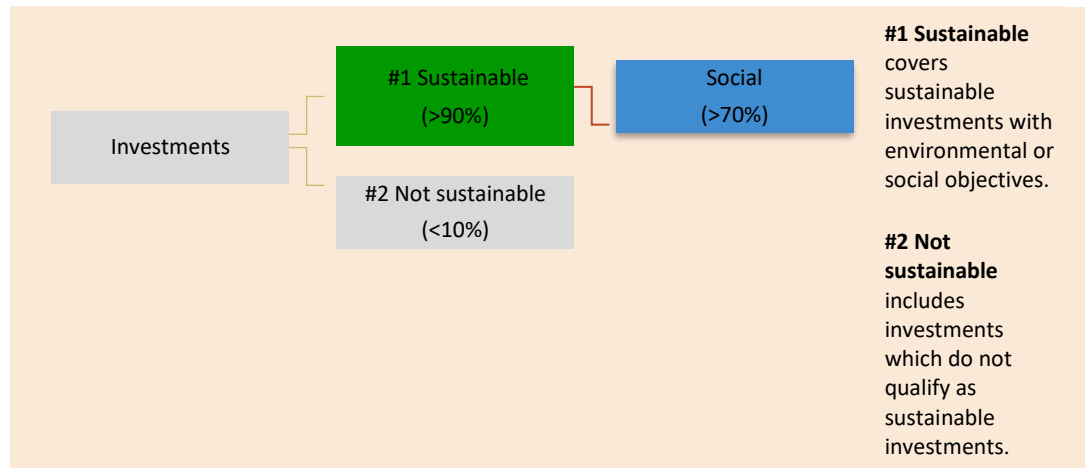 Investments
#1 Sustainable
(>90%)
Social
(>70%)
#2 Not sustainable
(<10%)
#1 Sustainable
covers
sustainable
investments with
environmental or
social objectives.
#2 Not
sustainable
includes
investments
which do not
qualify as
sustainable
investments.